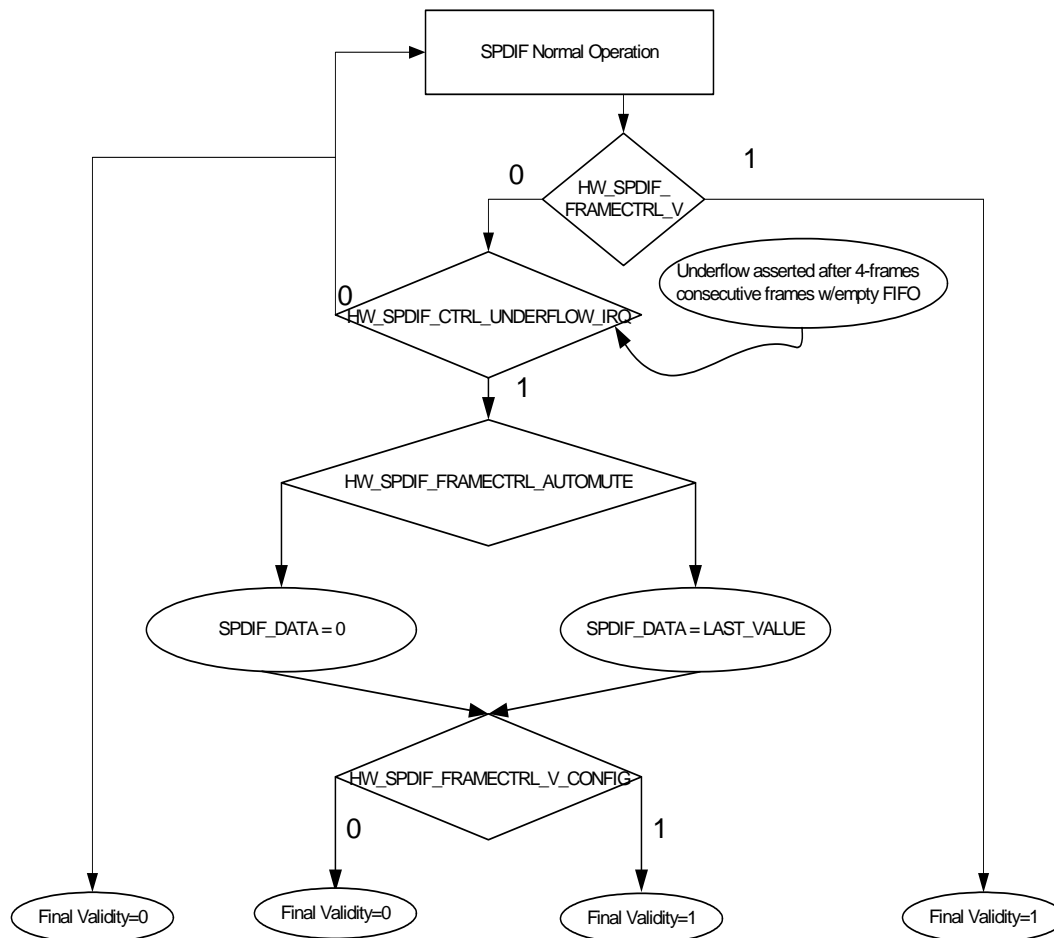 SPDIF Normal Operation
1
0
HW_SPDIF_
FRAMECTRL_V
Underflow asserted after 4-frames
consecutive frames w/empty FIFO
0
HW_SPDIF_CTRL_UNDERFLOW_IRQ
1
HW_SPDIF_FRAMECTRL_AUTOMUTE
SPDIF_DATA = 0
SPDIF_DATA = LAST_VALUE
HW_SPDIF_FRAMECTRL_V_CONFIG
0
1
Final Validity=0
Final Validity=0
Final Validity=1
Final Validity=1